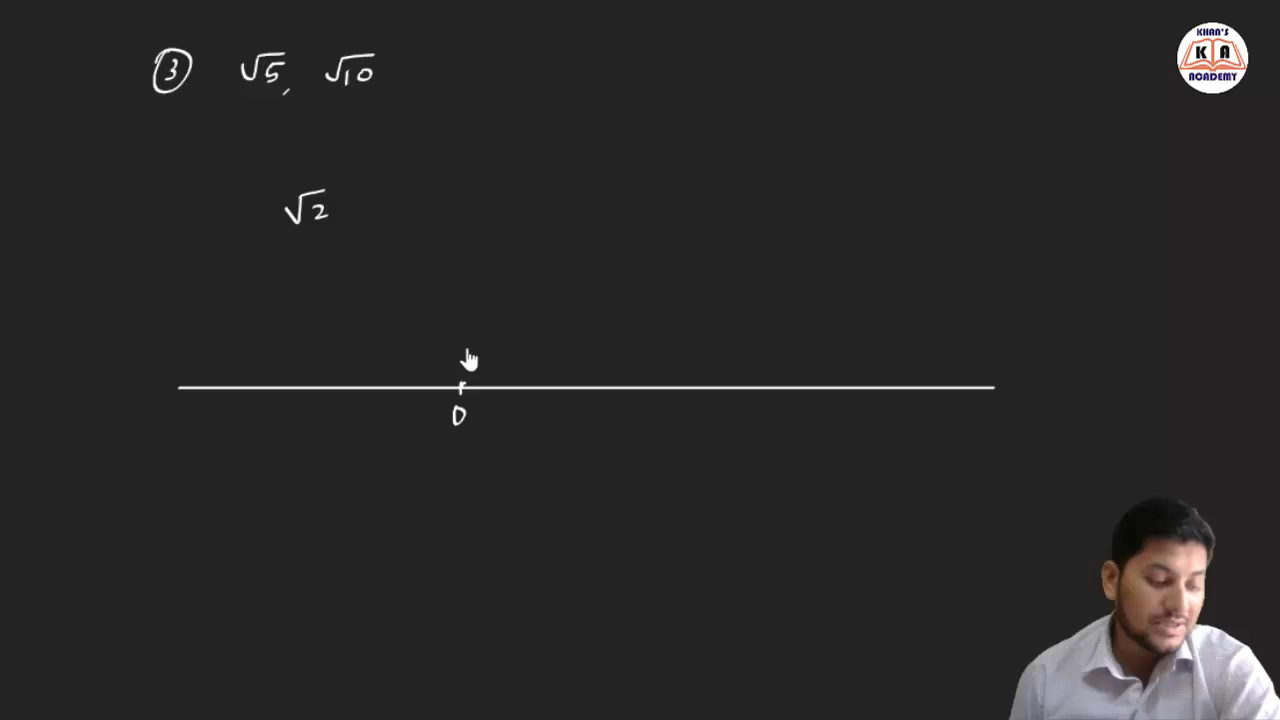 ③ √5, √10
KHAN'S
K A
ACADEMY
√2
0